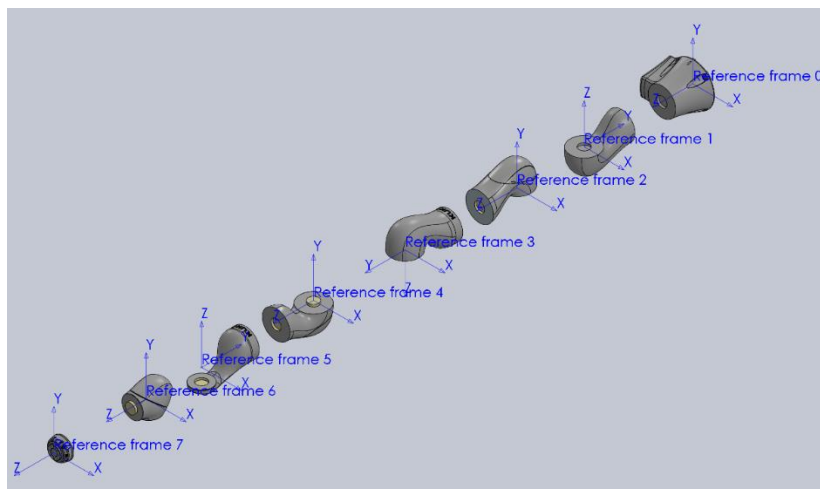 Y
Reference frame 0
Z
X
Z
Y
Reference frame 1
X
Y
Reference frame 2
Z
X
Reference frame 3
Y
X
Z
Y
Reference frame 4
Z
X
Z
Y
Reference frame 5
X
Y
Reference frame 6
Z
X
Y
Reference frame 7
Z
X